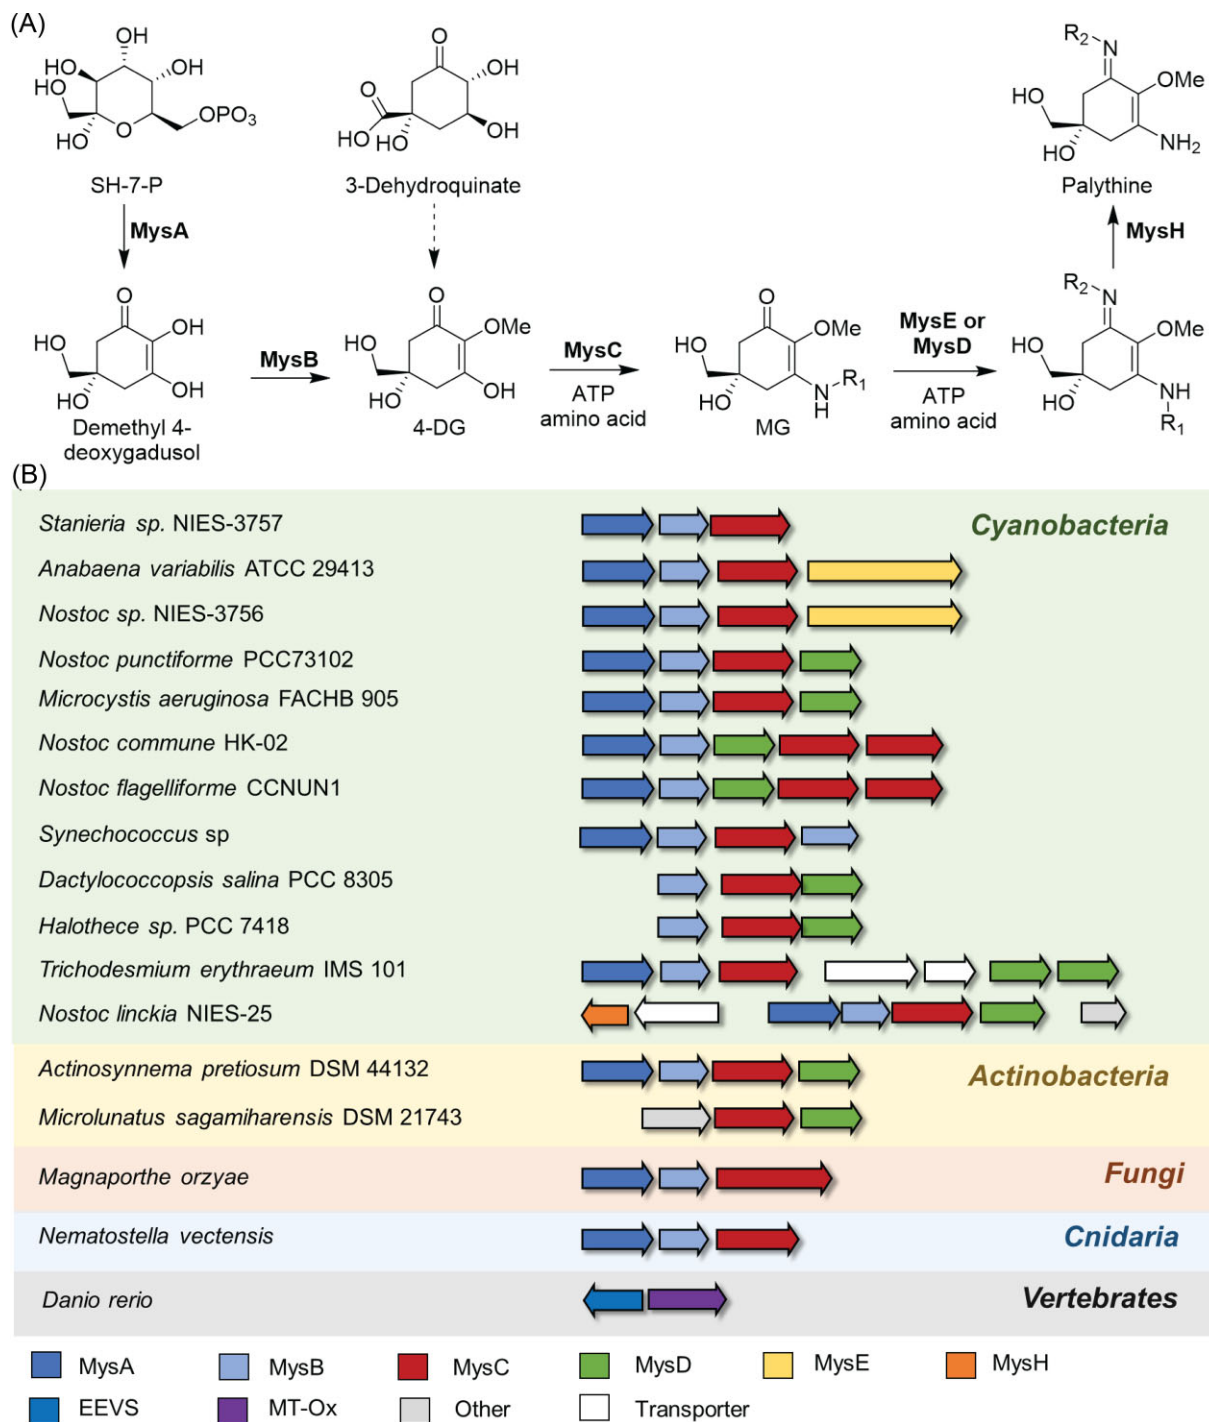 (A)
OH
OH
OH
OH
HO
HO
HO
O
OPO3
SH-7-P
O
O
OH
OH
HO
OH
3-Dehydroquinate
R2
N
OMe
HO
HO
NH2
Palythine
MysA
MysH
O
OH
HO
HO
OH
Demethyl 4-
deoxygadusol
MysB
O
OMe
HO
HO
OH
4-DG
MysC
ATP
amino acid
O
OMe
HO
HO
N
H
R1
MG
MysE or
MysD
ATP
amino acid
R2
N
OMe
HO
HO
NH
R1
(B)
Stanieria sp. NIES-3757
Cyanobacteria
Anabaena variabilis ATCC 29413
Nostoc sp. NIES-3756
Nostoc punctiforme PCC73102
Microcystis aeruginosa FACHB 905
Nostoc commune HK-02
Nostoc flagelliforme CCNUN1
Synechococcus sp
Dactylococcopsis salina PCC 8305
Halothece sp. PCC 7418
Trichodesmium erythraeum IMS 101
Nostoc linckia NIES-25
Actinosynnema pretiosum DSM 44132
Actinobacteria
Microlunatus sagamiharensis DSM 21743
Magnaporthe orzyae
Fungi
Nematostella vectensis
Cnidaria
Danio rerio
Vertebrates
MysA
MysB
MysC
MysD
MysE
MysH
EEVS
MT-Ox
Other
Transporter